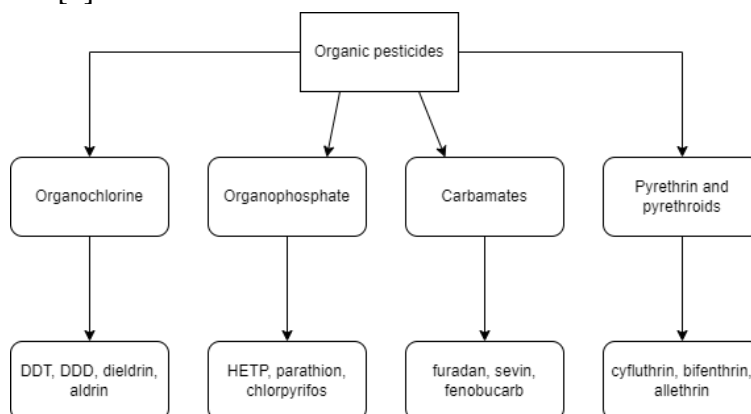 Organic pesticides
Organochlorine
Organophosphate
Carbamates
Pyrethrin and
pyrethroids
DDT, DDD, dieldrin,
aldrin
HETP, parathion,
chlorpyrifos
furadan, sevin,
fenobucarb
cyfluthrin, bifenthrin,
allethrin